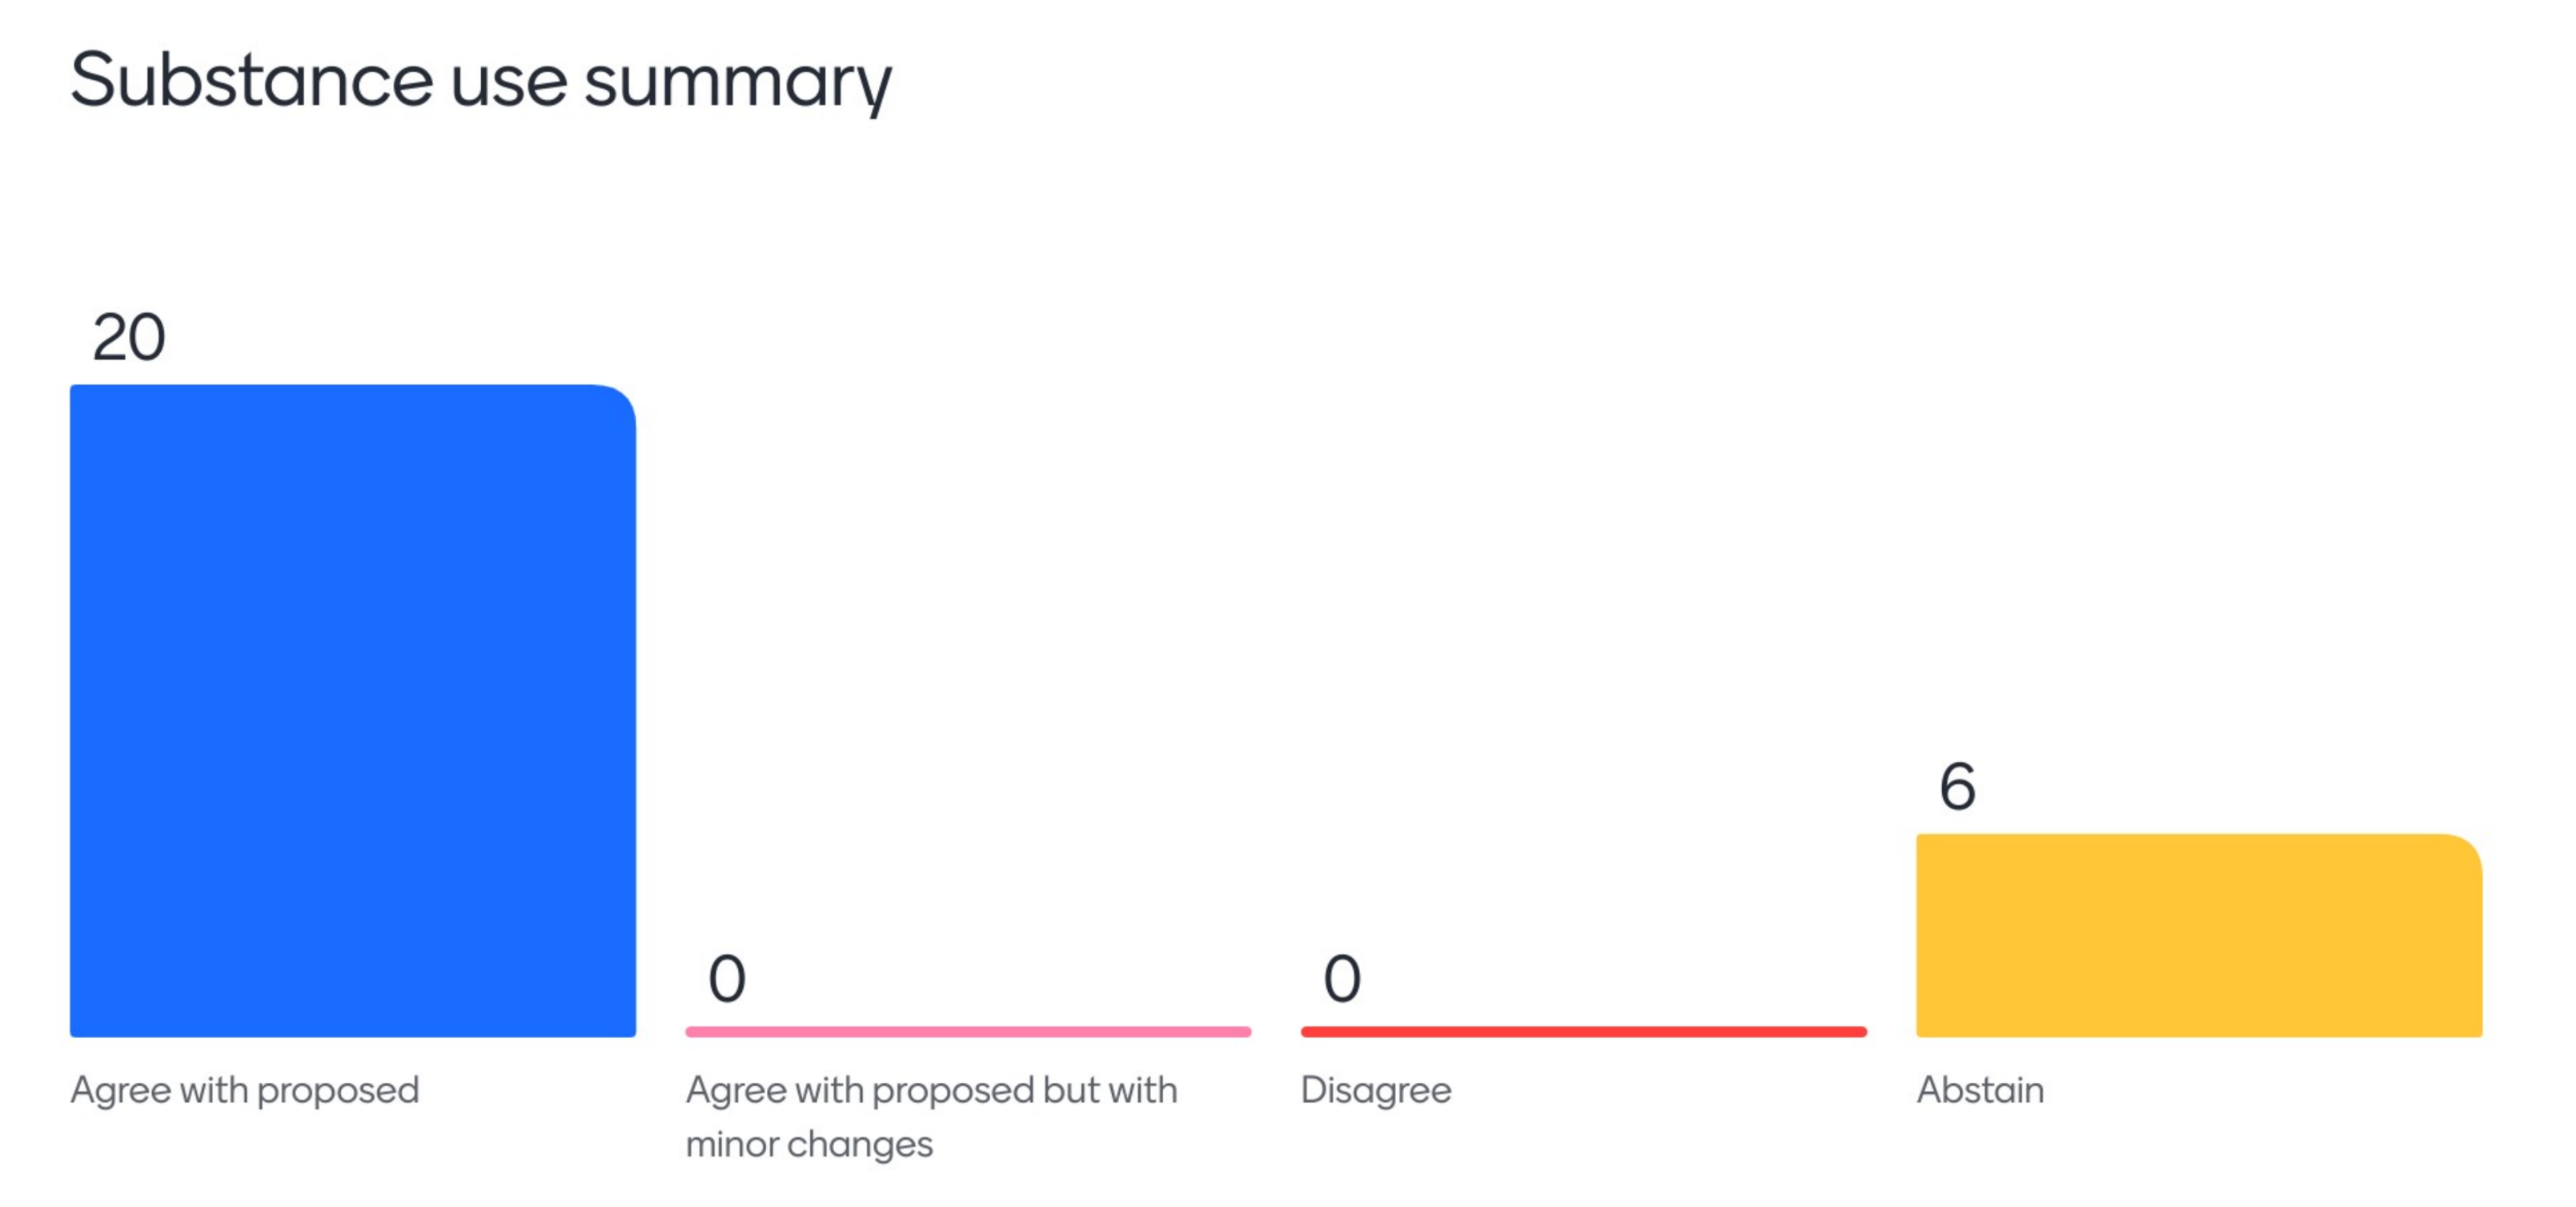 Substance use summary
20
0
0
6
Agree with proposed
Agree with proposed but with
minor changes
Disagree
Abstain